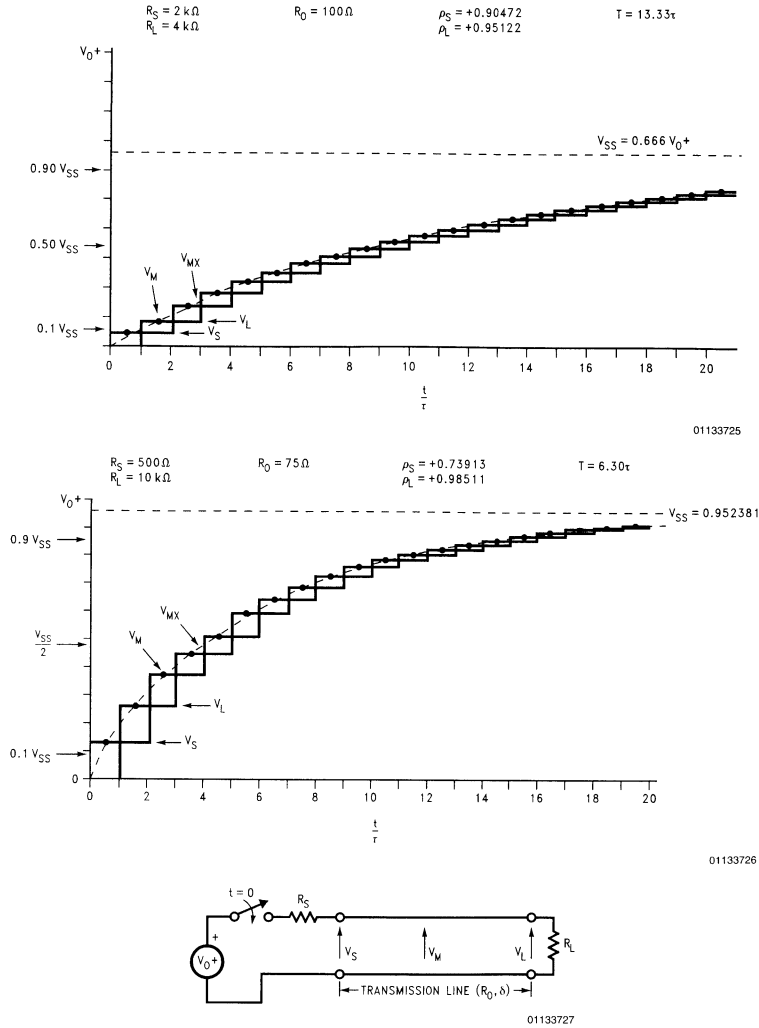 R_S = 2 kΩ R_O = 100Ω ρ_S = +0.90472 T = 13.33τ
R_L = 4 kΩ ρ_L = +0.95122
V_O+
V_SS = 0.666 V_O+
0.90 V_SS
0.50 V_SS
V_M
V_MX
0.1 V_SS
V_L
V_S
0 2 4 6 8 10 12 14 16 18 20
t
τ
01133725
R_S = 500Ω R_O = 75Ω ρ_S = +0.73913 T = 6.30τ
R_L = 10 kΩ ρ_L = +0.98511
V_O+
V_SS = 0.952381
0.9 V_SS
V_MX
V_M
V_SS
2
V_L
V_S
0.1 V_SS
0
0 2 4 6 8 10 12 14 16 18 20
t
τ
01133726
t = 0
R_S
+
V_O+
V_S
V_M
V_L
R_L
TRANSMISSION LINE (R_O, δ)
01133727